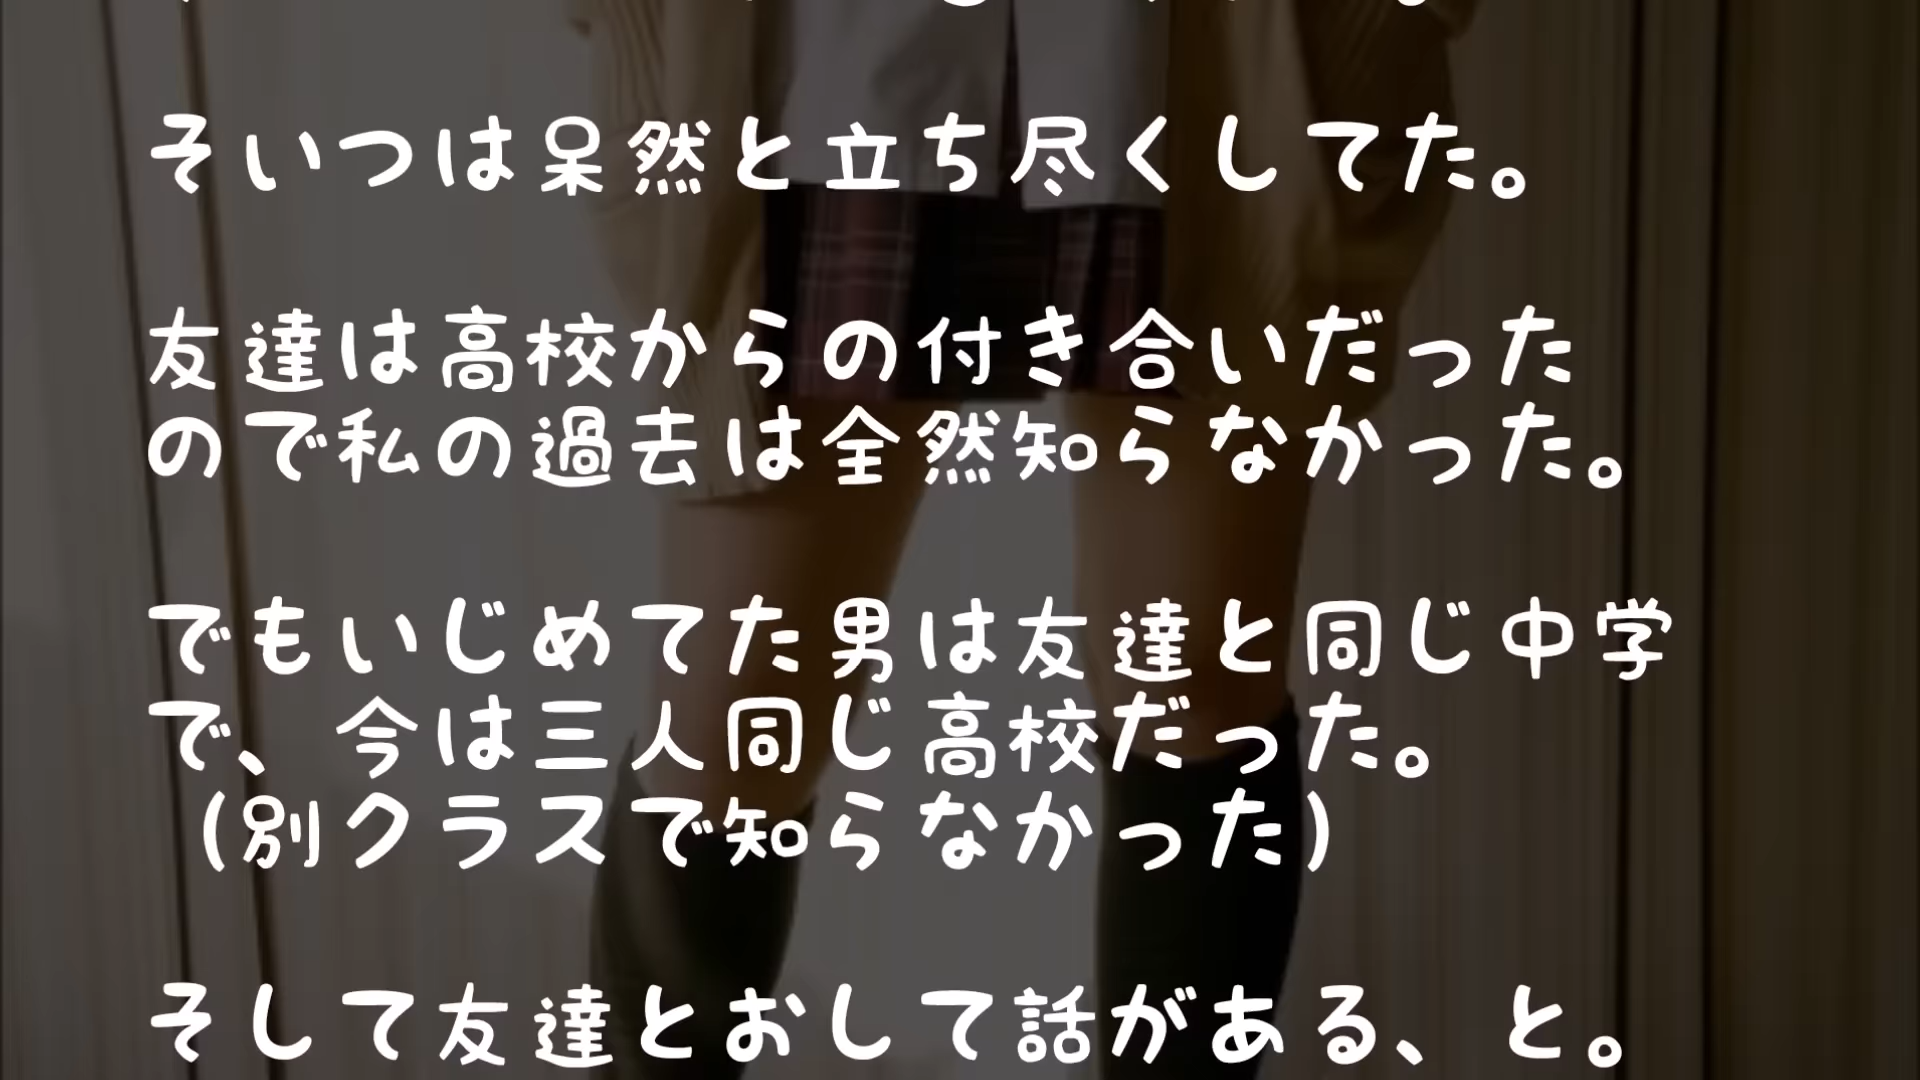 そいつは呆然と立ち尽くしてた。
友達は高校からの付き合いだった
ので私の過去は全然知らなかった。
でもいじめてた男は友達と同じ中学
で、今は三人同じ高校だった。
(別クラスで知らなかった)
そして友達とおして話がある、と。